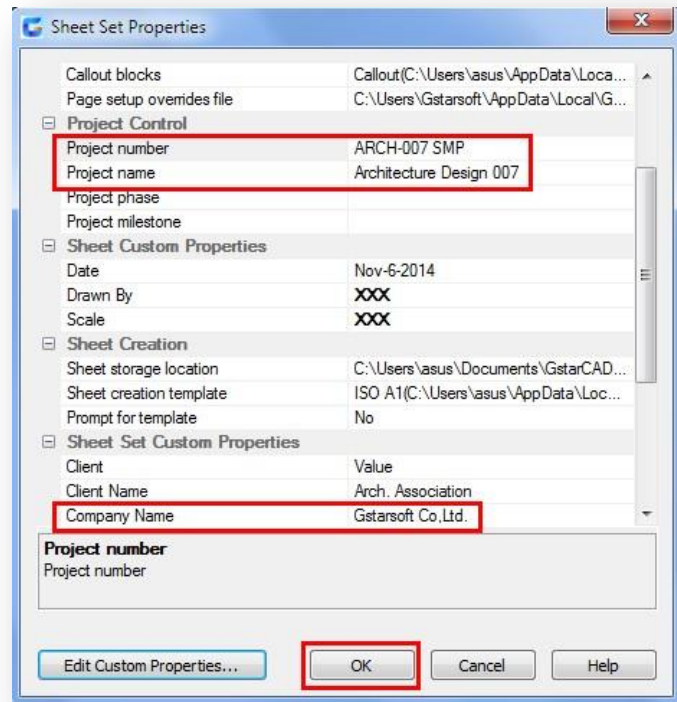 Sheet Set Properties
Callout blocks Callout(C:\Users\asus\AppData\Loca...
Page setup overrides file C:\Users\Gstarsoft\AppData\Local\G...
Project Control
Project number ARCH-007 SMP
Project name Architecture Design 007
Project phase
Project milestone
Sheet Custom Properties
Date Nov-6-2014
Drawn By XXX
Scale XXX
Sheet Creation
Sheet storage location C:\Users\asus\Documents\GstarCAD...
Sheet creation template ISO A1(C:\Users\asus\AppData\Loc...
Prompt for template No
Sheet Set Custom Properties
Client Value
Client Name Arch. Association
Company Name Gstarsoft Co,Ltd.
Project number
Project number
Edit Custom Properties... OK Cancel Help